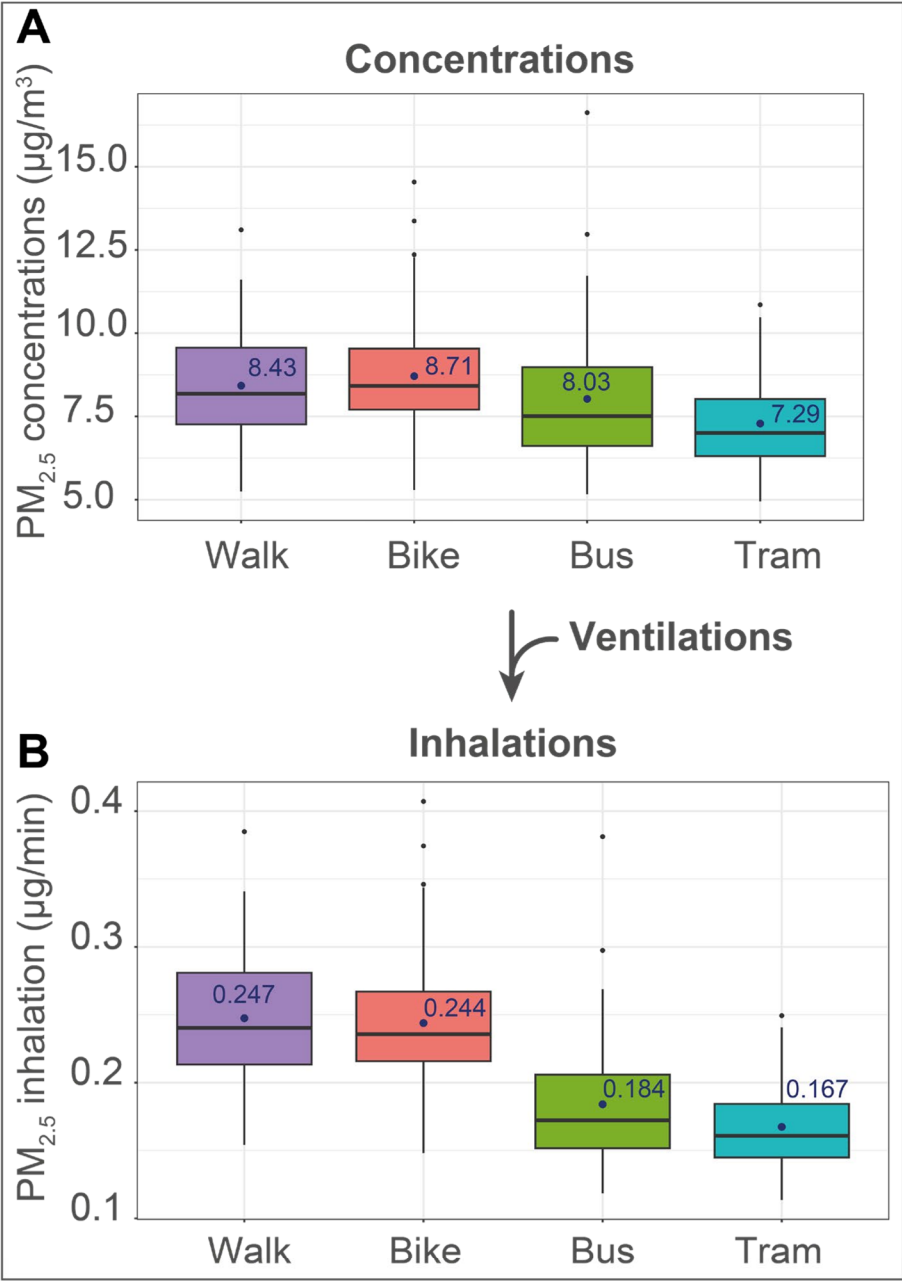 A
Concentrations
PM2.5 concentrations (μg/m³)
15.0
12.5
10.0
7.5
5.0
8.43
8.71
8.03
7.29
Walk Bike Bus Tram
Ventilations
B
Inhalations
PM2.5 inhalation (μg/min)
0.4
0.3
0.2
0.1
0.247
0.244
0.184
0.167
Walk Bike Bus Tram